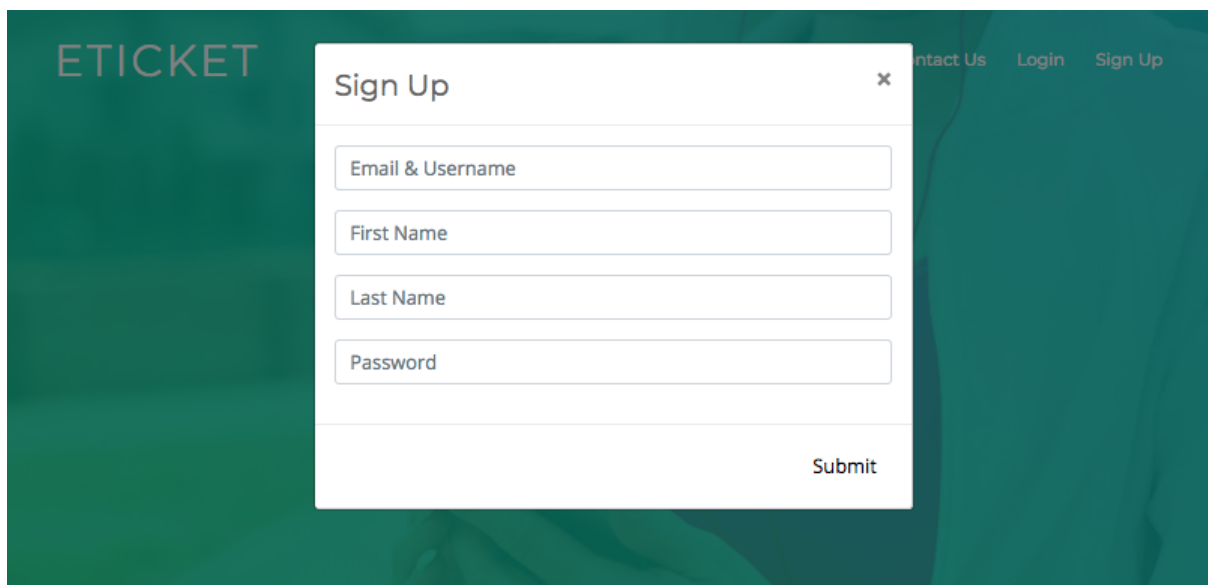 ETICKET
ntact Us Login Sign Up
Sign Up
×
Email & Username
First Name
Last Name
Password
Submit